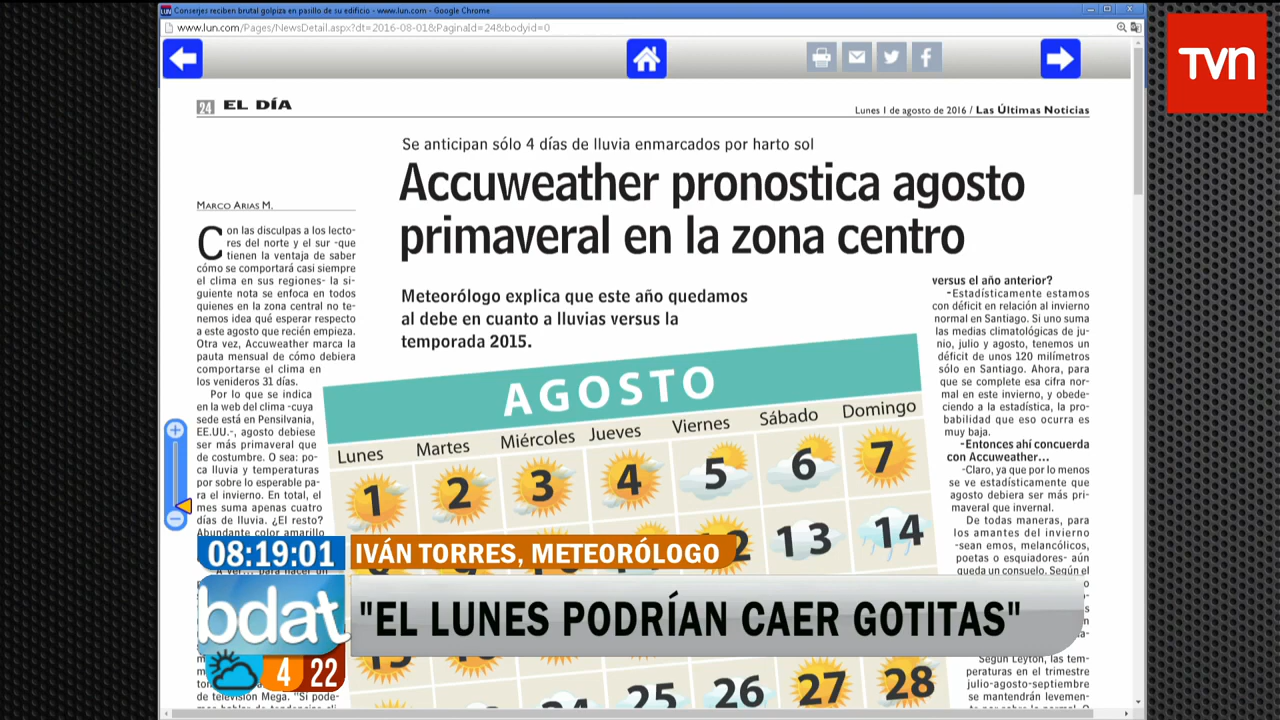 Conserjes reciben brutal golpiza en pasillo de su edificio - www.lun.com - Google Chrome
www.lun.com/Pages/NewsDetail.aspx?dt=2016-08-01&PaginaId=24&bodyid=0
tvn
24 EL DÍA
Lunes 1 de agosto de 2016 / Las Últimas Noticias
Se anticipan sólo 4 días de lluvia enmarcados por harto sol
Accuweather pronostica agosto
primaveral en la zona centro
Meteorólogo explica que este año quedamos
al debe en cuanto a lluvias versus la
temporada 2015.
MARCO ARIAS M.
Con las disculpas a los lecto-
res del norte y el sur -que
tienen la ventaja de saber
cómo se comportará casi siempre
el clima en sus regiones- la si-
guiente nota se enfoca en todos
quienes en la zona central no te-
nemos idea qué esperar respecto
a este agosto que recién empieza.
Otra vez, Accuweather marca la
pauta mensual de cómo debiera
comportarse el clima en
los venideros 31 días.
Por lo que se indica
en la web del clima -cuya
sede está en Pensilvania,
EE.UU.-, agosto debiese
ser más primaveral que
de costumbre. O sea: po-
ca lluvia y temperaturas
por sobre lo esperable pa-
ra el invierno. En total, el
mes suma apenas cuatro
días de lluvia. ¿El resto?
Abundante color amarillo
de televisión Mega. "Si pode-
AGOSTO
Lunes Martes Miércoles Jueves Viernes Sábado Domingo
1 2 3 4 5 6 7
13 14
25 26 27 28
versus el año anterior?
-Estadísticamente estamos
con déficit en relación al invierno
normal en Santiago. Si uno suma
las medias climatológicas de ju-
nio, julio y agosto, tenemos un
déficit de unos 120 milímetros
sólo en Santiago. Ahora, para
que se complete esa cifra nor-
mal en este invierno, y obede-
ciendo a la estadística, la pro-
babilidad que eso ocurra es
muy baja.
-Entonces ahí concuerda
con Accuweather...
-Claro, ya que por lo menos
se ve estadísticamente que
agosto debiera ser más pri-
maveral que invernal.
De todas maneras, para
los amantes del invierno
-sean emos, melancólicos,
poetas o esquiadores- aún
queda un consuelo. Según el
Según Leyton, las tem-
peraturas en el trimestre
julio-agosto-septiembre
se mantendrán levemen-
08:19:01 IVÁN TORRES, METEORÓLOGO
bdat "EL LUNES PODRÍAN CAER GOTITAS"
4 22